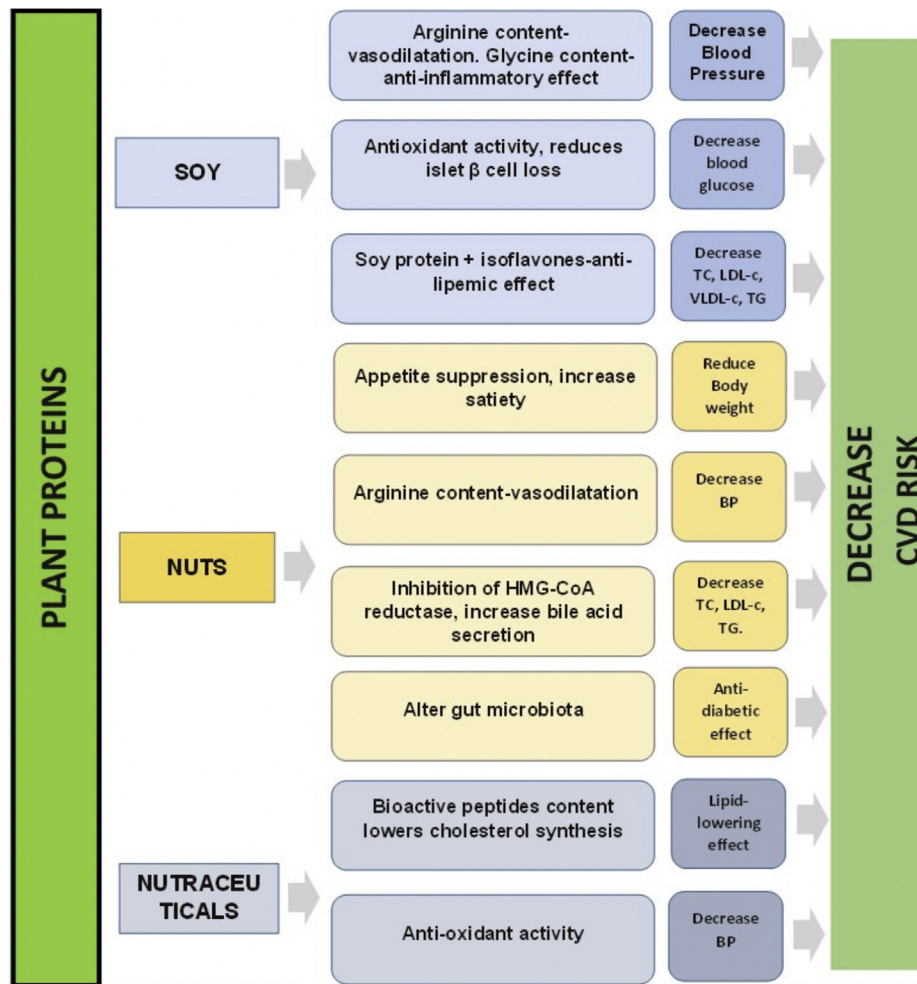 PLANT PROTEINS
SOY
Arginine content-
vasodilatation. Glycine content-
anti-inflammatory effect
Decrease
Blood
Pressure
Antioxidant activity, reduces
islet β cell loss
Decrease
blood
glucose
Soy protein + isoflavones-anti-
lipemic effect
Decrease
TC, LDL-c,
VLDL-c, TG
NUTS
Appetite suppression, increase
satiety
Reduce
Body
weight
Arginine content-vasodilatation
Decrease
BP
Inhibition of HMG-CoA
reductase, increase bile acid
secretion
Decrease
TC, LDL-c,
TG.
Alter gut microbiota
Anti-
diabetic
effect
NUTRACEU
TICALS
Bioactive peptides content
lowers cholesterol synthesis
Lipid-
lowering
effect
Anti-oxidant activity
Decrease
BP
DECREASE
CVD RISK